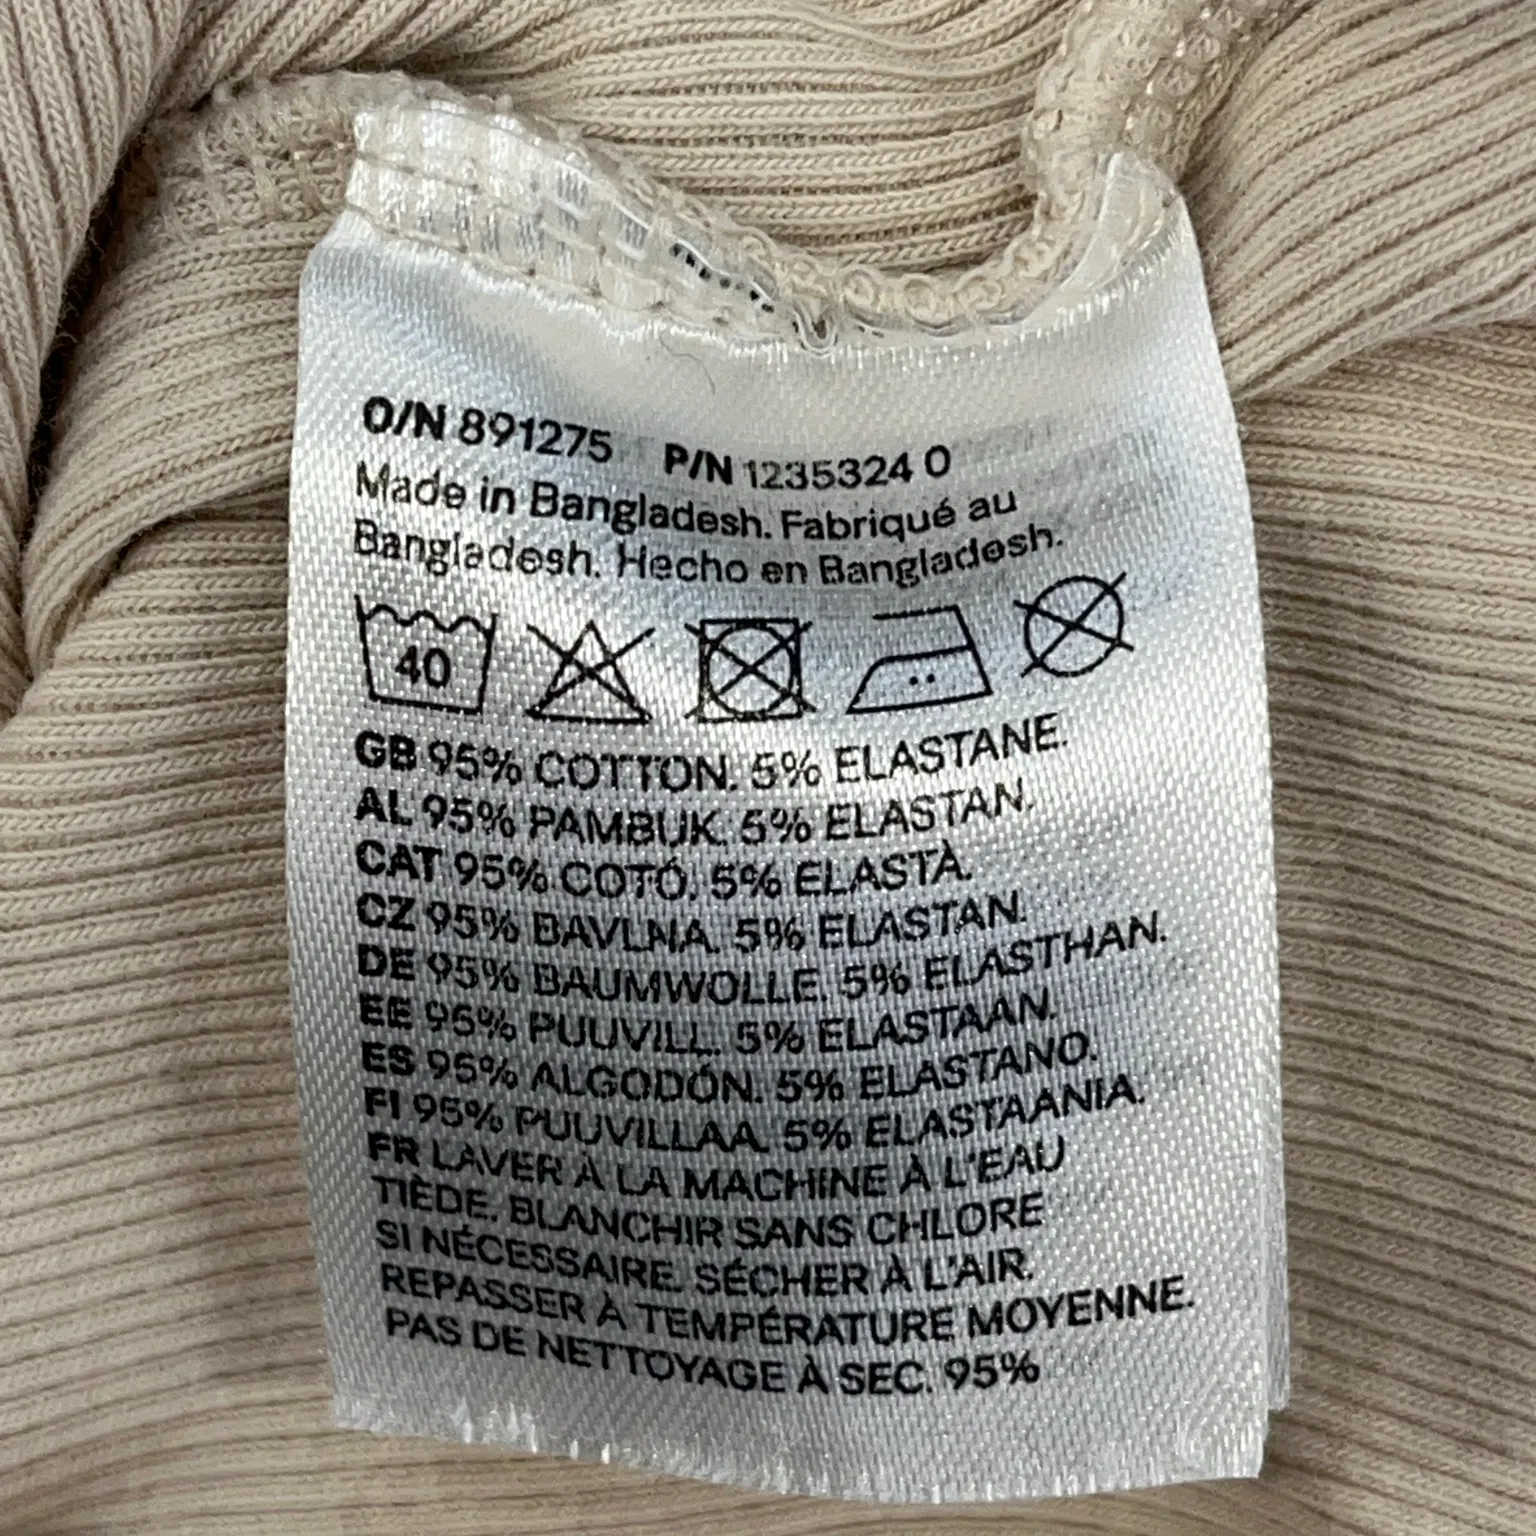 O/N 891275 P/N 1235324 0
Made in Bangladesh. Fabriqué au
Bangladesh. Hecho en Bangladesh.
40
GB 95% COTTON. 5% ELASTANE.
AL 95% PAMBUK. 5% ELASTAN.
CAT 95% COTÓ. 5% ELASTÀ.
CZ 95% BAVLNA. 5% ELASTAN.
DE 95% BAUMWOLLE. 5% ELASTHAN.
EE 95% PUUVILL. 5% ELASTAAN.
ES 95% ALGODÓN. 5% ELASTANO.
FI 95% PUUVILLAA. 5% ELASTAANIA.
FR LAVER À LA MACHINE À L'EAU
TIÈDE. BLANCHIR SANS CHLORE
SI NÉCESSAIRE. SÉCHER À L'AIR.
REPASSER À TEMPÉRATURE MOYENNE.
PAS DE NETTOYAGE À SEC. 95%